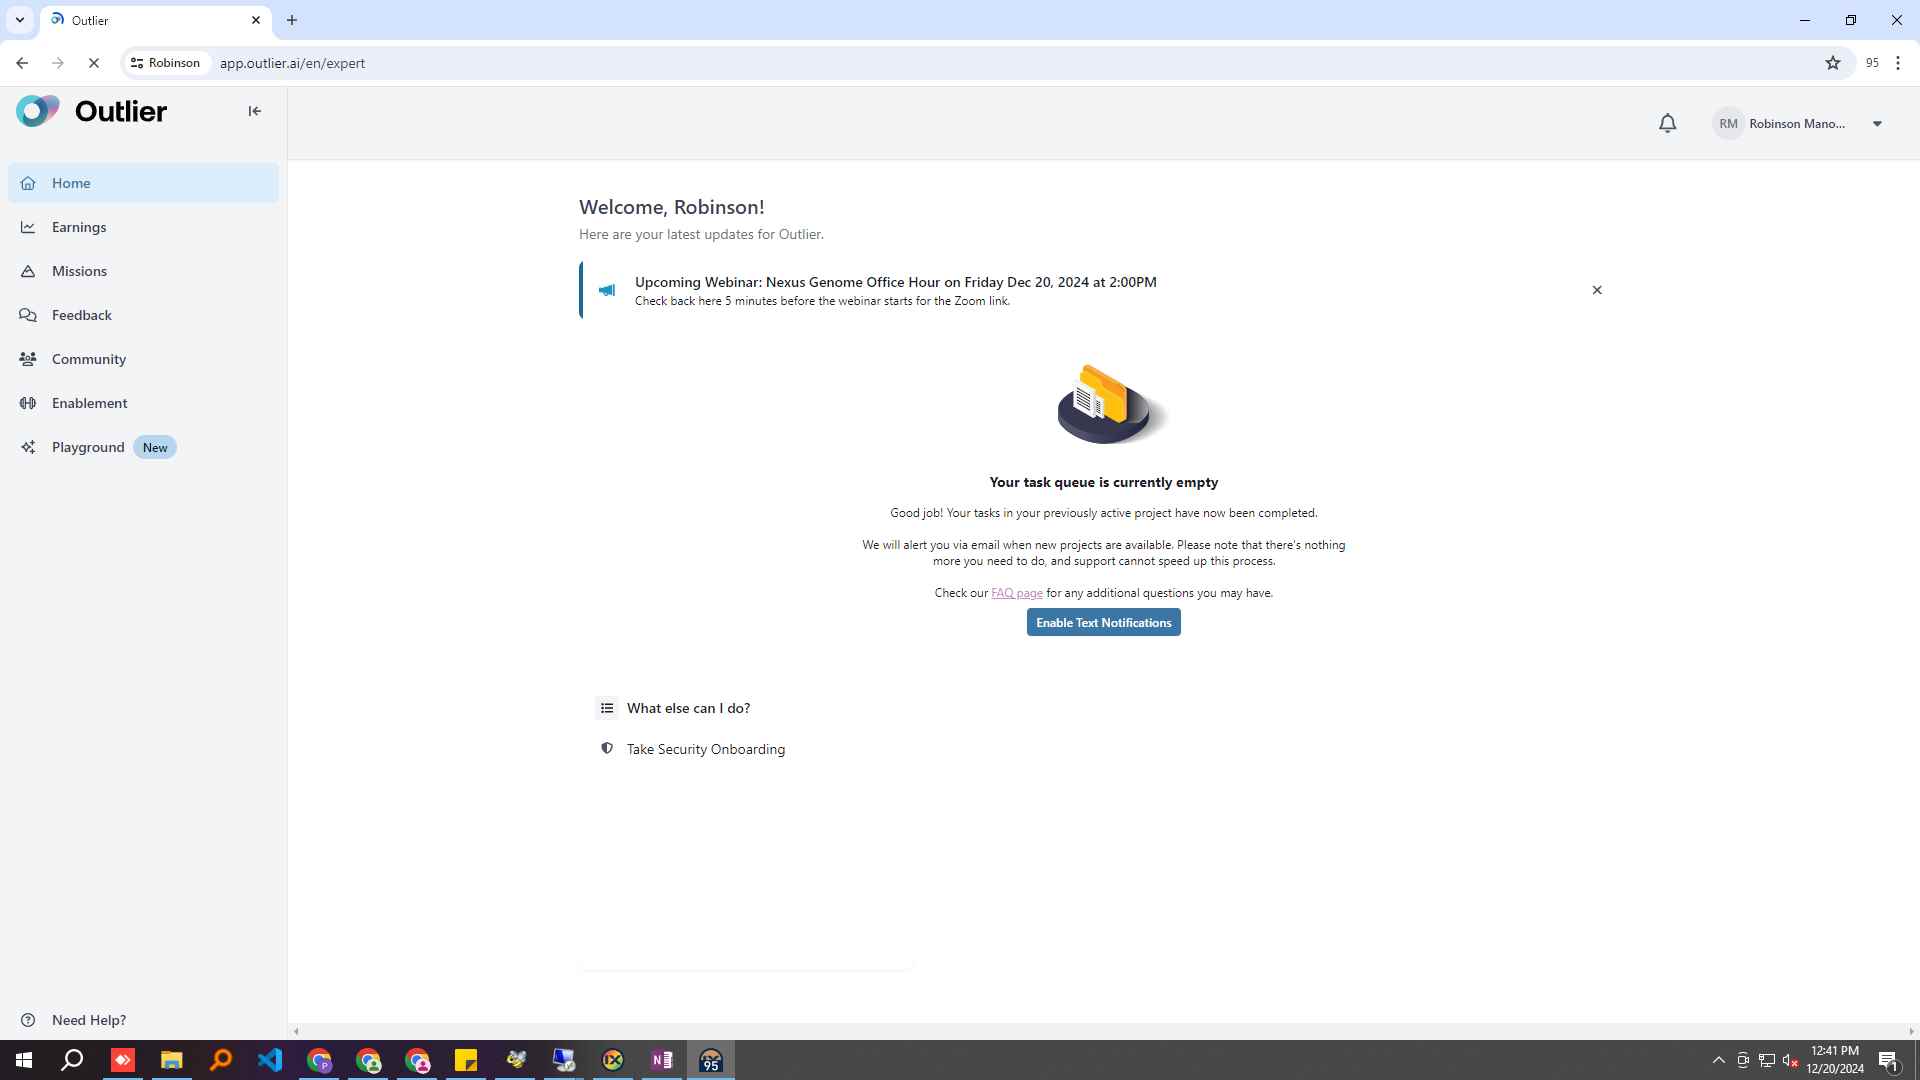 Outlier
Robinson
app.outlier.ai/en/expert
95
Outlier
RM
Robinson Mano...
Home
Earnings
Missions
Feedback
Community
Enablement
Playground New
Need Help?
Welcome, Robinson!
Here are your latest updates for Outlier.
Upcoming Webinar: Nexus Genome Office Hour on Friday Dec 20, 2024 at 2:00PM
Check back here 5 minutes before the webinar starts for the Zoom link.
Your task queue is currently empty
Good job! Your tasks in your previously active project have now been completed.
We will alert you via email when new projects are available. Please note that there's nothing
more you need to do, and support cannot speed up this process.
Check our FAQ page for any additional questions you may have.
Enable Text Notifications
What else can I do?
Take Security Onboarding
P
N
95
12:41 PM
12/20/2024
1